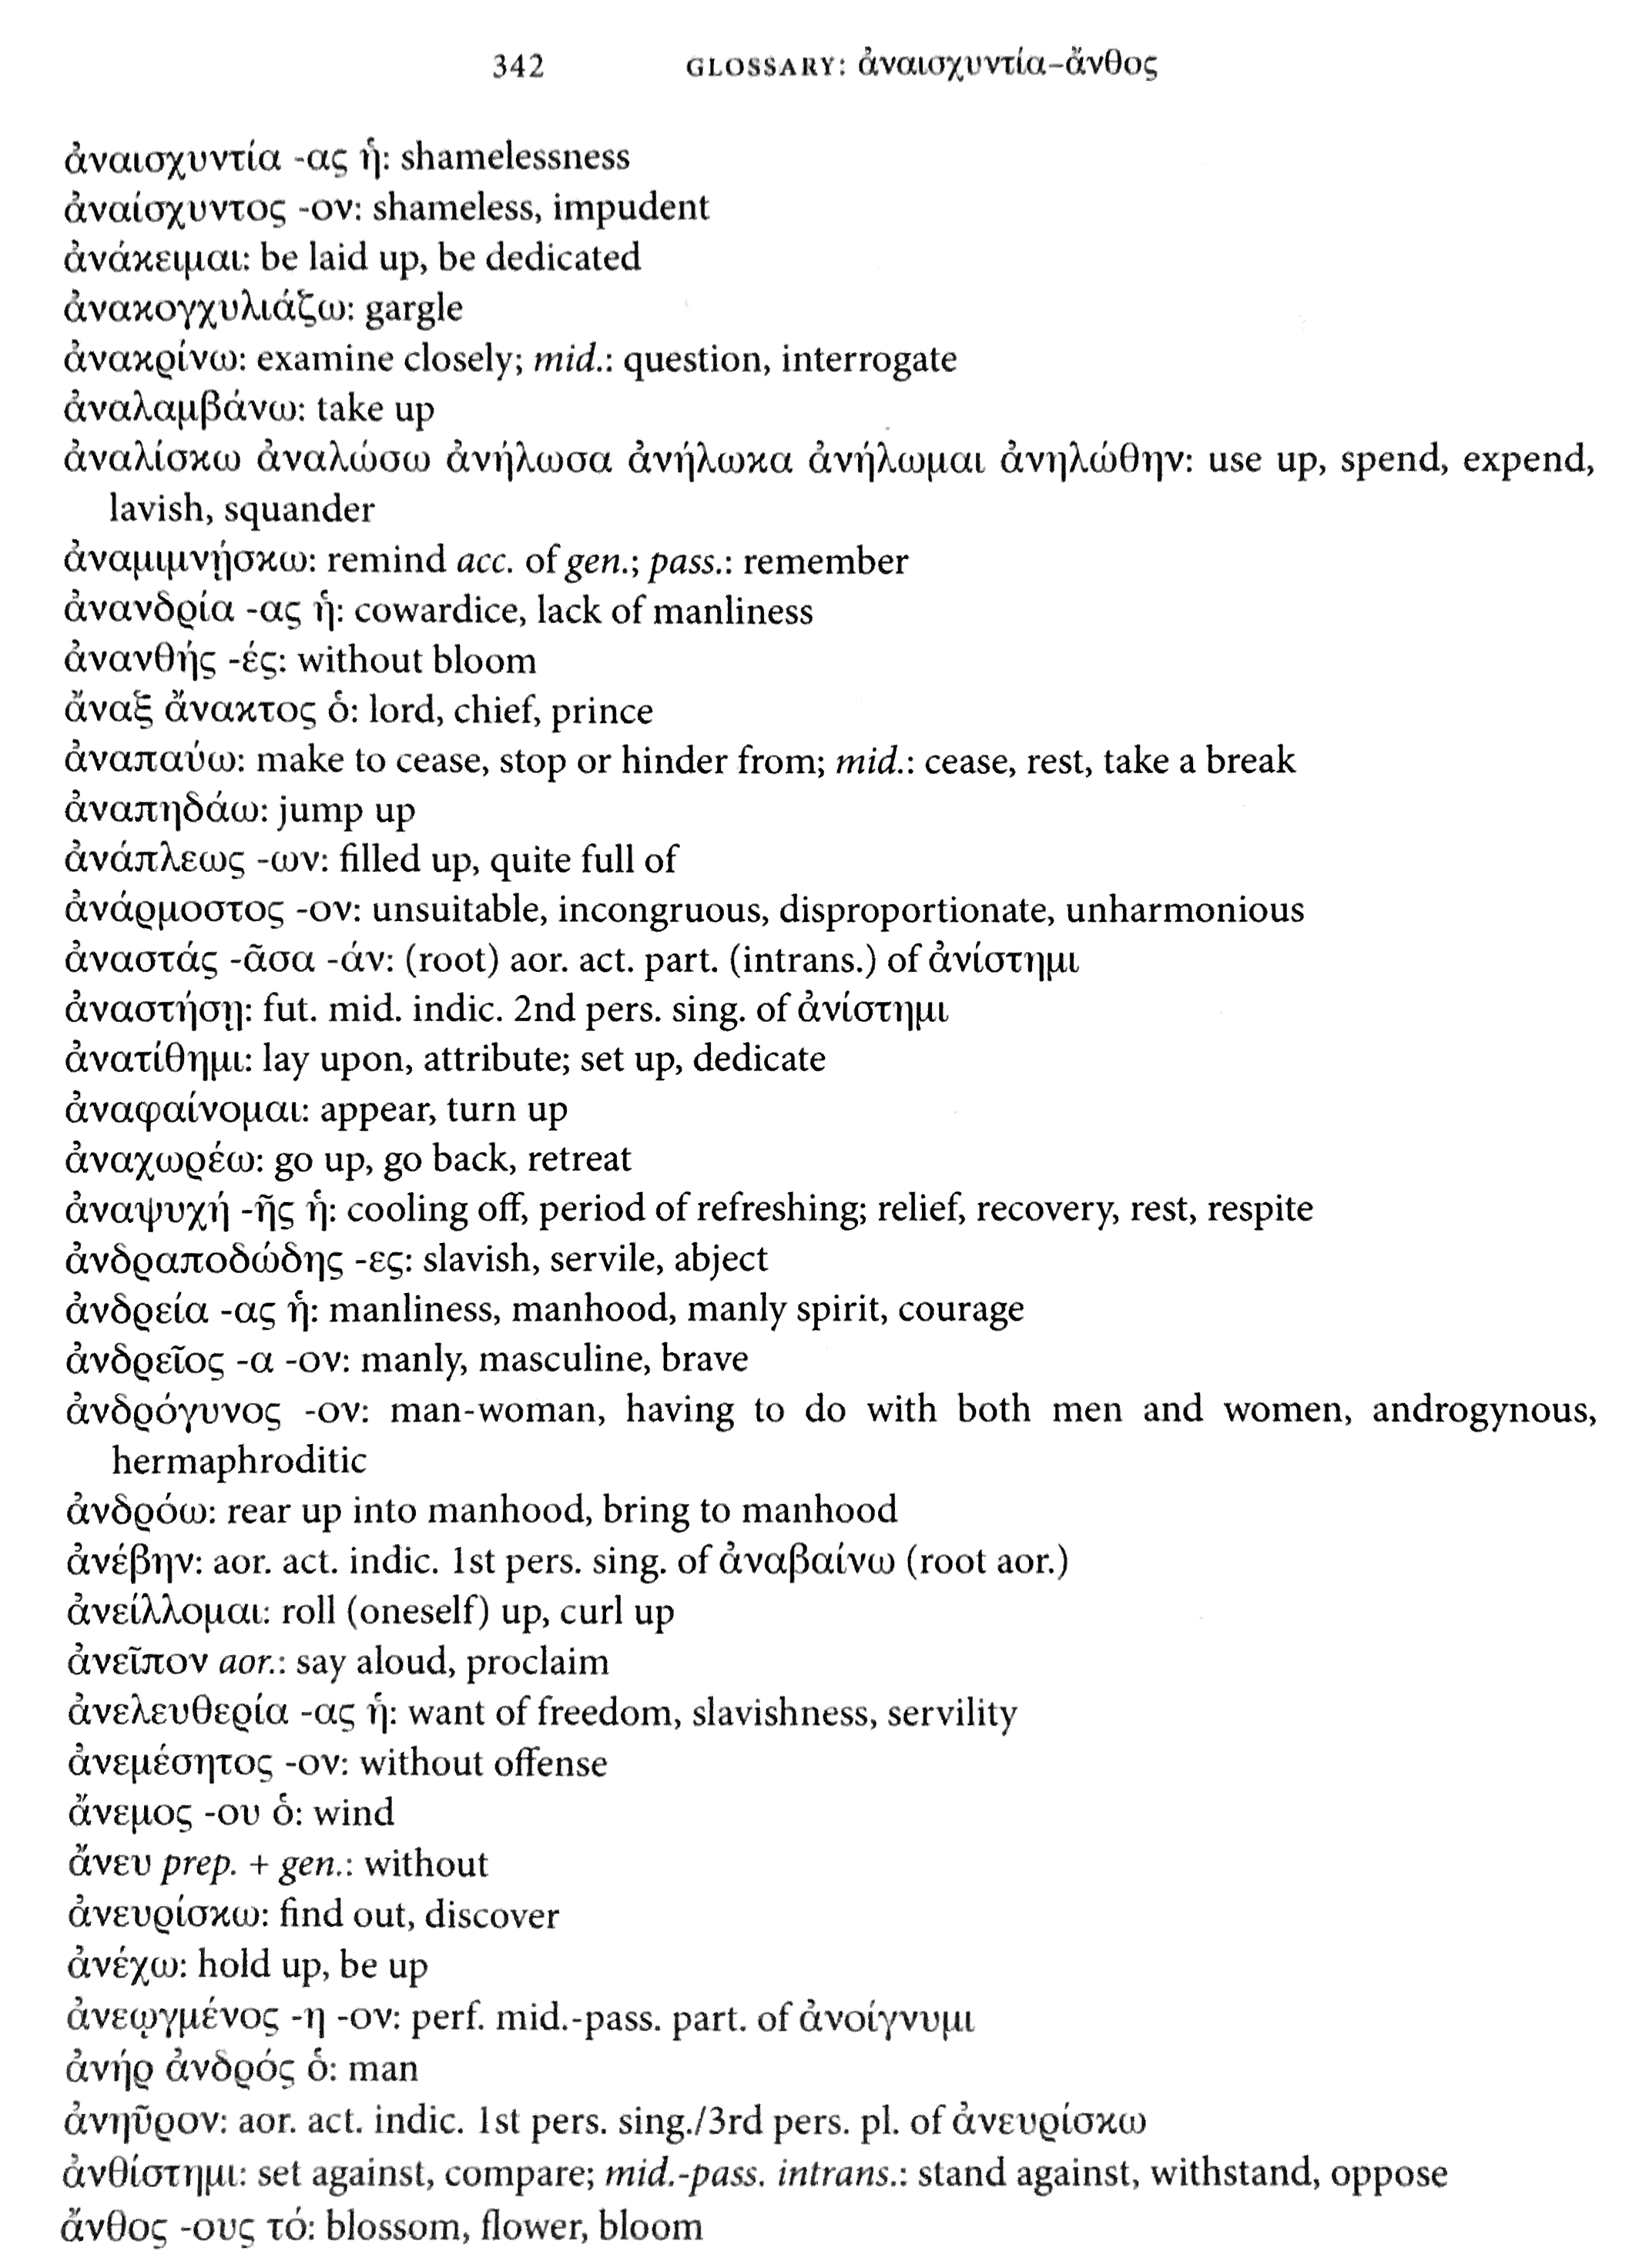 342 GLOSSARY: ἀναισχυντία–ἄνθος
ἀναισχυντία -ας ἡ: shamelessness
ἀναίσχυντος -ον: shameless, impudent
ἀνάκειμαι: be laid up, be dedicated
ἀνακογχυλιάζω: gargle
ἀνακρίνω: examine closely; mid.: question, interrogate
ἀναλαμβάνω: take up
ἀναλίσκω ἀναλώσω ἀνήλωσα ἀνήλωκα ἀνήλωμαι ἀνηλώθην: use up, spend, expend,
lavish, squander
ἀναμιμνῄσκω: remind acc. of gen.; pass.: remember
ἀνανδρία -ας ἡ: cowardice, lack of manliness
ἀνανθής -ές: without bloom
ἄναξ ἄνακτος ὁ: lord, chief, prince
ἀναπαύω: make to cease, stop or hinder from; mid.: cease, rest, take a break
ἀναπηδάω: jump up
ἀνάπλεως -ων: filled up, quite full of
ἀνάρμοστος -ον: unsuitable, incongruous, disproportionate, unharmonious
ἀναστάς -ᾶσα -άν: (root) aor. act. part. (intrans.) of ἀνίστημι
ἀναστήσῃ: fut. mid. indic. 2nd pers. sing. of ἀνίστημι
ἀνατίθημι: lay upon, attribute; set up, dedicate
ἀναφαίνομαι: appear, turn up
ἀναχωρέω: go up, go back, retreat
ἀναψυχή -ῆς ἡ: cooling off, period of refreshing; relief, recovery, rest, respite
ἀνδραποδώδης -ες: slavish, servile, abject
ἀνδρεία -ας ἡ: manliness, manhood, manly spirit, courage
ἀνδρεῖος -α -ον: manly, masculine, brave
ἀνδρόγυνος -ον: man-woman, having to do with both men and women, androgynous,
hermaphroditic
ἀνδρόω: rear up into manhood, bring to manhood
ἀνέβην: aor. act. indic. 1st pers. sing. of ἀναβαίνω (root aor.)
ἀνείλλομαι: roll (oneself) up, curl up
ἀνεῖπον aor.: say aloud, proclaim
ἀνελευθερία -ας ἡ: want of freedom, slavishness, servility
ἀνεμέσητος -ον: without offense
ἄνεμος -ου ὁ: wind
ἄνευ prep. + gen.: without
ἀνευρίσκω: find out, discover
ἀνέχω: hold up, be up
ἀνεῳγμένος -η -ον: perf. mid.-pass. part. of ἀνοίγνυμι
ἀνήρ ἀνδρός ὁ: man
ἀνηῦρον: aor. act. indic. 1st pers. sing./3rd pers. pl. of ἀνευρίσκω
ἀνθίστημι: set against, compare; mid.-pass. intrans.: stand against, withstand, oppose
ἄνθος -ους τό: blossom, flower, bloom